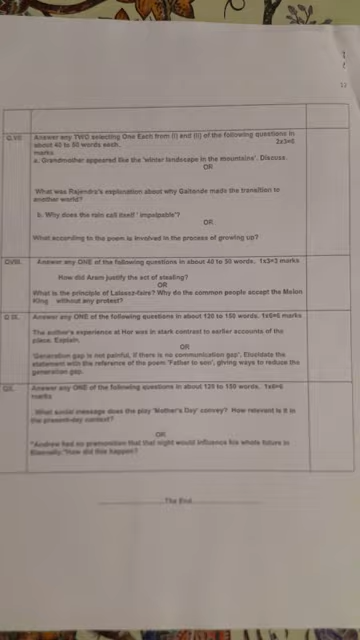 12
Q.VII Answer any TWO selecting One Each from (i) and (ii) of the following questions in
about 40 to 50 words each. 2x3=6
marks
a. Grandmother appeared like the 'winter landscape in the mountains'. Discuss.
OR
What was Rajendra's explanation about why Gaitonde made the transition to
another world?
b. Why does the rain call itself 'impalpable'?
OR
What according to the poem is involved in the process of growing up?
QVIII. Answer any ONE of the following questions in about 40 to 50 words. 1x3=3 marks
How did Aram justify the act of stealing?
OR
What is the principle of Laissez-faire? Why do the common people accept the Melon
King without any protest?
Q IX. Answer any ONE of the following questions in about 120 to 150 words. 1x6=6 marks
The author's experience at Hor was in stark contrast to earlier accounts of the
place. Explain.
OR
'Generation gap is not painful, if there is no communication gap'. Elucidate the
statement with the reference of the poem 'Father to son', giving ways to reduce the
generation gap.
QX. Answer any ONE of the following questions in about 120 to 150 words. 1x6=6
marks
What social message does the play 'Mother's Day' convey? How relevant is it in
the present-day context?
OR
"Andrew had no premonition that that night would influence his whole future in
Blaenelly."How did this happen?
The End